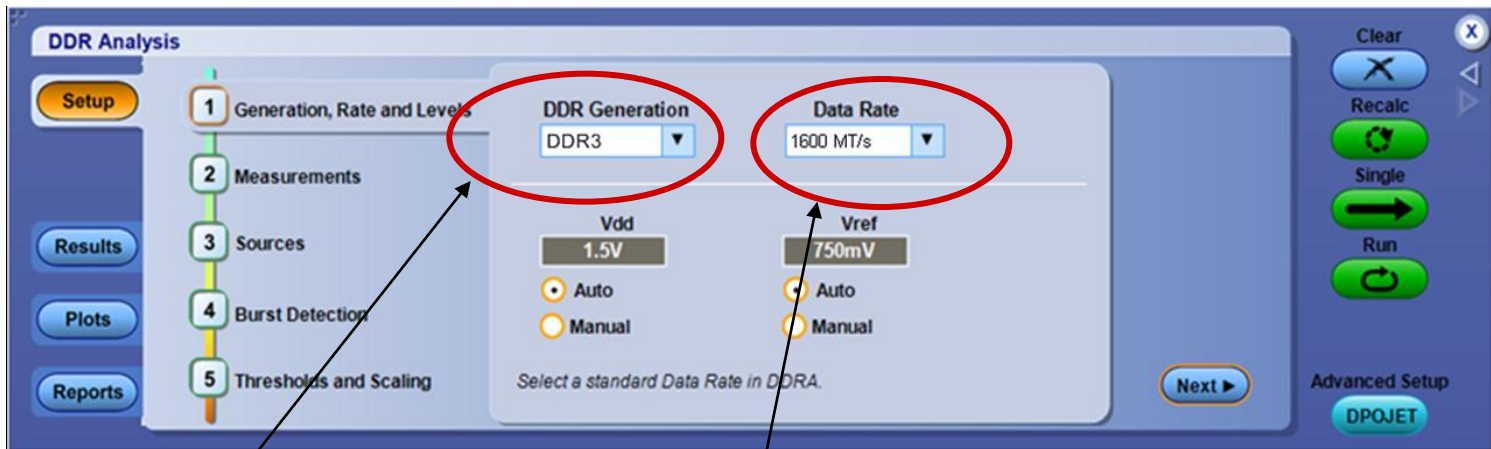 DDR Analysis
Setup
Results
Plots
Reports
1 Generation, Rate and Levels
2 Measurements
3 Sources
4 Burst Detection
5 Thresholds and Scaling
DDR Generation
DDR3
Data Rate
1600 MT/s
Vdd
1.5V
Auto
Manual
Vref
750mV
Auto
Manual
Select a standard Data Rate in DDRA.
Next
Clear
X
Recalc
Single
Run
Advanced Setup
DPOJET